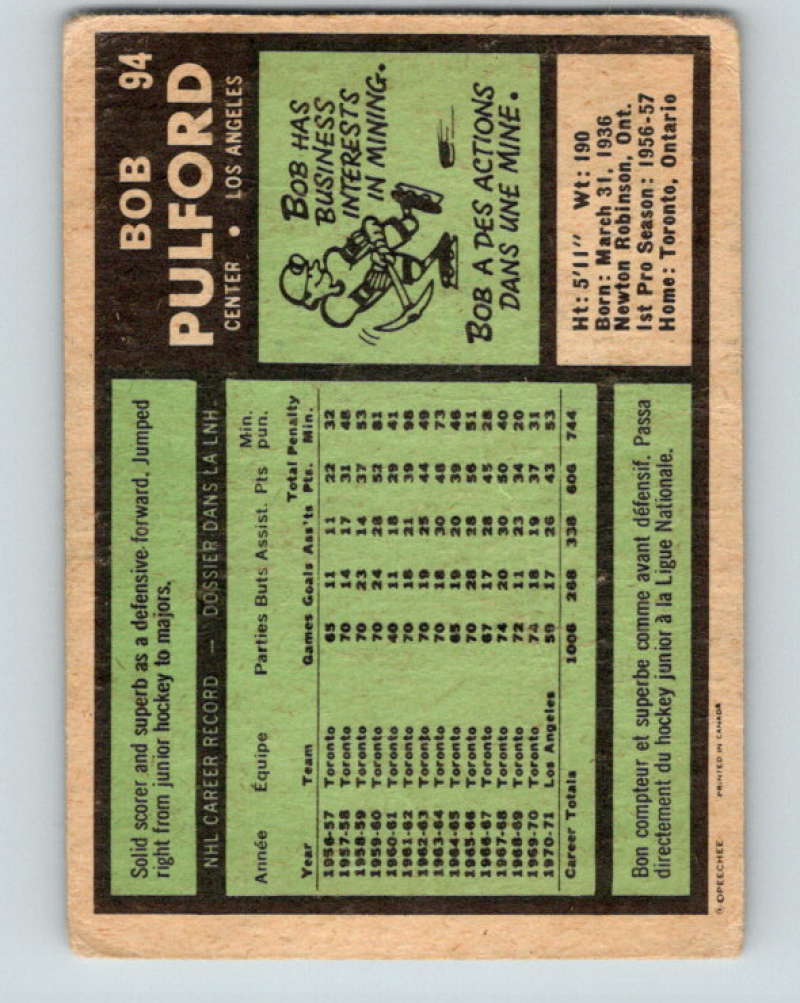 Solid scorer and superb as a defensive forward. Jumped
right from junior hockey to majors.
BOB 94
PULFORD
CENTER • LOS ANGELES
NHL CAREER RECORD — DOSSIER DANS LA LNH
Année Équipe Parties Buts Assist. Pts Min. pun.
Year Team Games Goals Ass'ts Total Pts. Penalty Min.
1956-57 Toronto 65 11 11 22 32
1957-58 Toronto 70 14 17 31 48
1958-59 Toronto 70 23 14 37 53
1959-60 Toronto 70 24 28 52 81
1960-61 Toronto 40 11 18 29 41
1961-62 Toronto 70 18 21 39 98
1962-63 Toronto 70 19 25 44 49
1963-64 Toronto 70 18 30 48 73
1964-65 Toronto 65 19 20 39 46
1965-66 Toronto 70 28 28 56 51
1966-67 Toronto 67 17 28 45 28
1967-68 Toronto 74 20 30 50 40
1968-69 Toronto 72 11 23 34 20
1969-70 Toronto 74 18 19 37 31
1970-71 Los Angeles 59 17 26 43 53
Career Totals 1006 268 338 606 744
BOB HAS
BUSINESS
INTERESTS
IN MINING.
BOB A DES ACTIONS
DANS UNE MINE.
Ht: 5'11" Wt: 190
Born: March 31, 1936
Newton Robinson, Ont.
1st Pro Season: 1956-57
Home: Toronto, Ontario
Bon compteur et superbe comme avant défensif. Passa
directement du hockey junior à la Ligue Nationale.
© OPEECHEE PRINTED IN CANADA